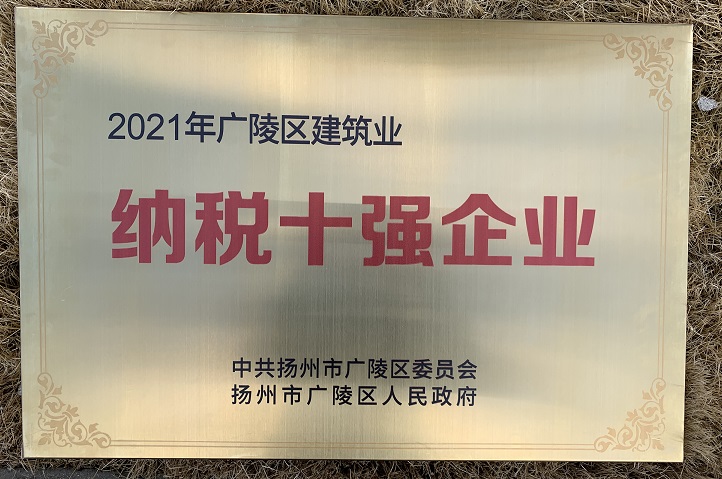 2021年广陵区建筑业
纳税十强企业
中共扬州市广陵区委员会
扬州市广陵区人民政府